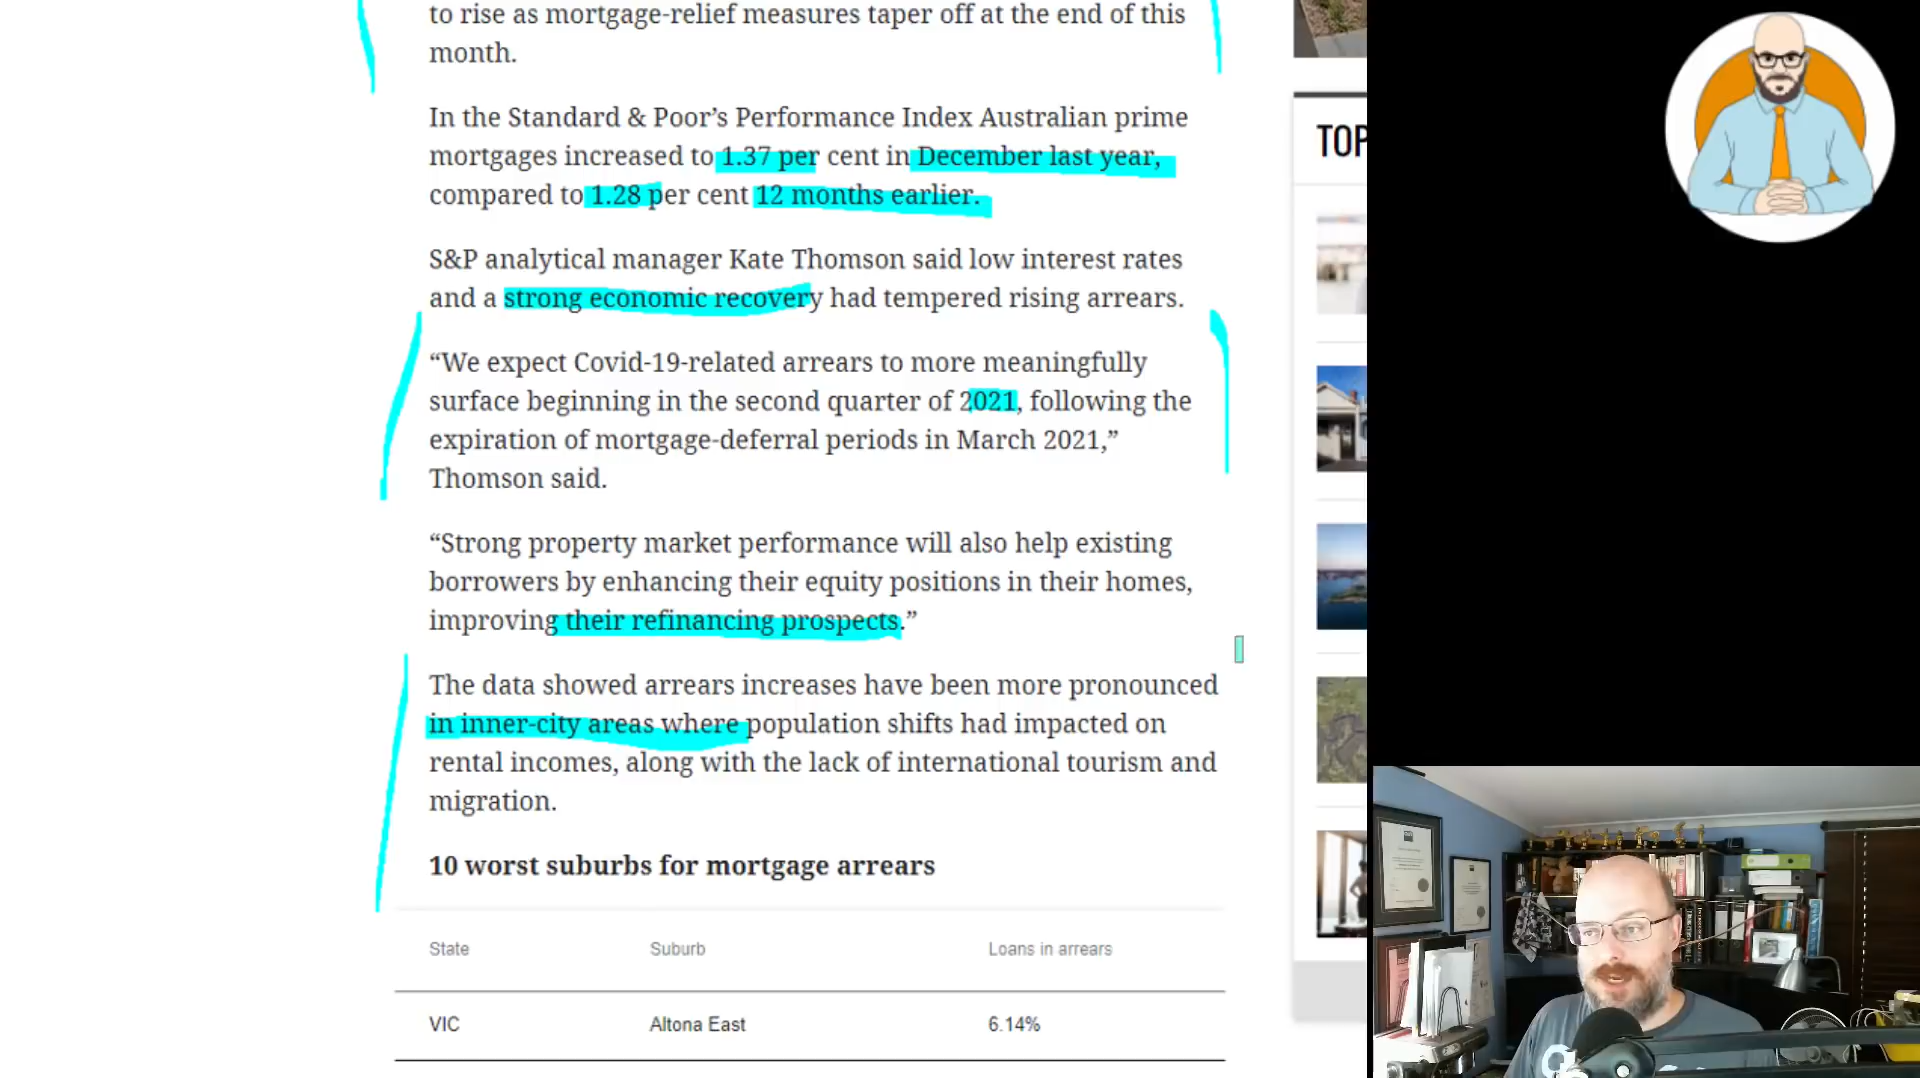 to rise as mortgage-relief measures taper off at the end of this
month.
In the Standard & Poor’s Performance Index Australian prime
mortgages increased to 1.37 per cent in December last year,
compared to 1.28 per cent 12 months earlier.
S&P analytical manager Kate Thomson said low interest rates
and a strong economic recovery had tempered rising arrears.
“We expect Covid-19-related arrears to more meaningfully
surface beginning in the second quarter of 2021, following the
expiration of mortgage-deferral periods in March 2021,”
Thomson said.
“Strong property market performance will also help existing
borrowers by enhancing their equity positions in their homes,
improving their refinancing prospects.”
The data showed arrears increases have been more pronounced
in inner-city areas where population shifts had impacted on
rental incomes, along with the lack of international tourism and
migration.
10 worst suburbs for mortgage arrears
State Suburb Loans in arrears
VIC Altona East 6.14%
TOP